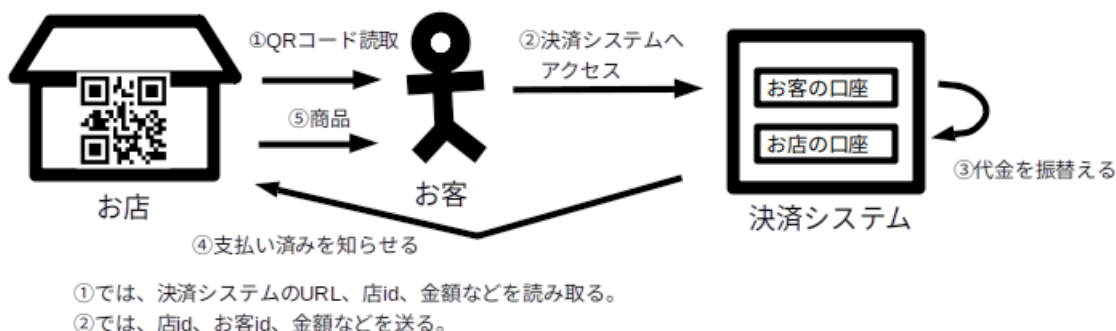 ①QRコード読取
②決済システムへ
アクセス
お客の口座
⑤商品
お店の口座
③代金を振替える
お店
お客
決済システム
④支払い済みを知らせる
①では、決済システムのURL、店id、金額などを読み取る。
②では、店id、お客id、金額などを送る。